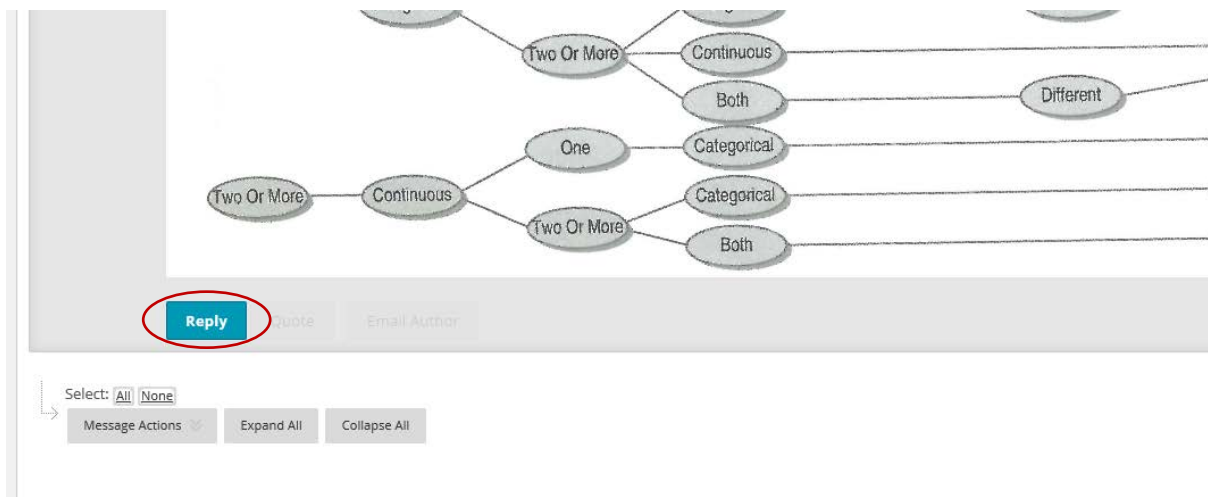 Two Or More
Continuous
Both
Different
One
Categorical
Two Or More
Continuous
Categorical
Two Or More
Both
Reply
Quote
Email Author
Select: All None
Message Actions
Expand All
Collapse All